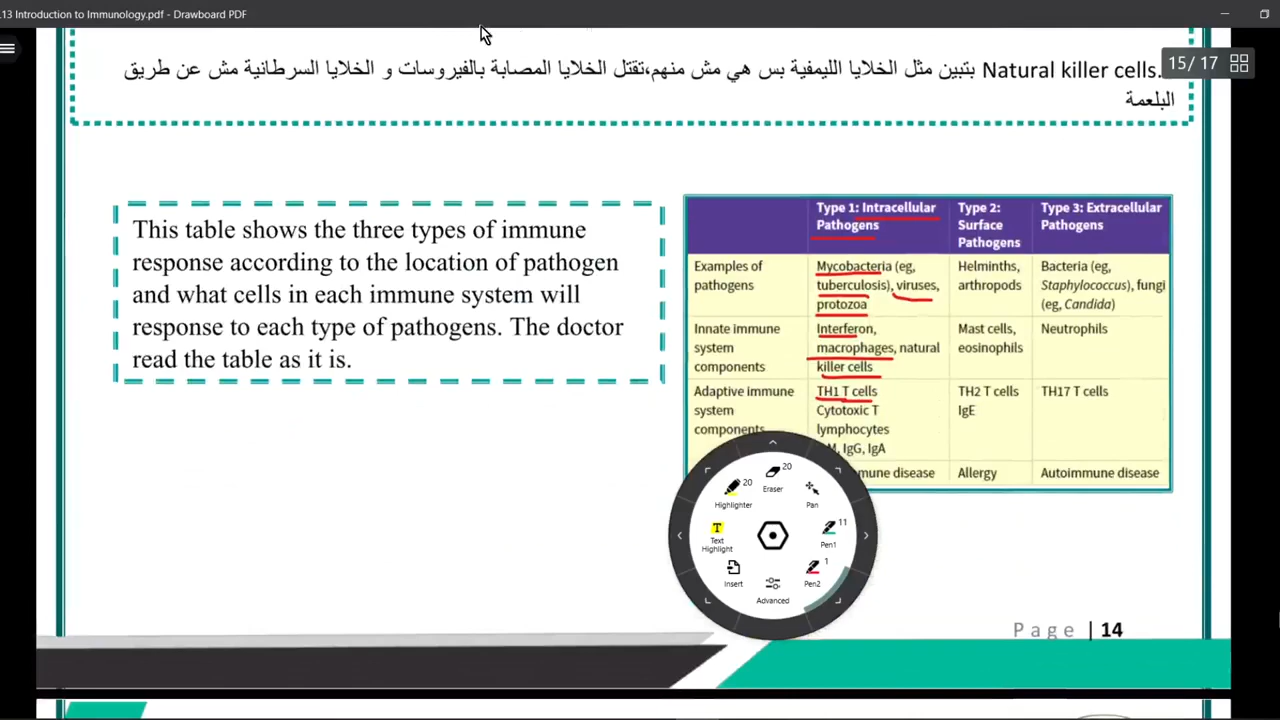 .13 Introduction to Immunology.pdf - Drawboard PDF
15/ 17
Natural killer cells. بتبين مثل الخلايا الليمفية بس هي مش منهم،تقتل الخلايا المصابة بالفيروسات و الخلايا السرطانية مش عن طريق
البلعمة
This table shows the three types of immune
response according to the location of pathogen
and what cells in each immune system will
response to each type of pathogens. The doctor
read the table as it is.
Type 1: Intracellular
Pathogens
Type 2:
Surface
Pathogens
Type 3: Extracellular
Pathogens
Examples of
pathogens
Mycobacteria (eg,
tuberculosis), viruses,
protozoa
Helminths,
arthropods
Bacteria (eg,
Staphylococcus), fungi
(eg, Candida)
Innate immune
system
components
Interferon,
macrophages, natural
killer cells
Mast cells,
eosinophils
Neutrophils
Adaptive immune
system
components
TH1 T cells
Cytotoxic T
lymphocytes
IgG, IgA
TH2 T cells
IgE
TH17 T cells
disease
Allergy
Autoimmune disease
20
Eraser
20
Highlighter
Pan
T
Text
Highlight
11
Pen1
Insert
1
Pen2
Advanced
Page | 14